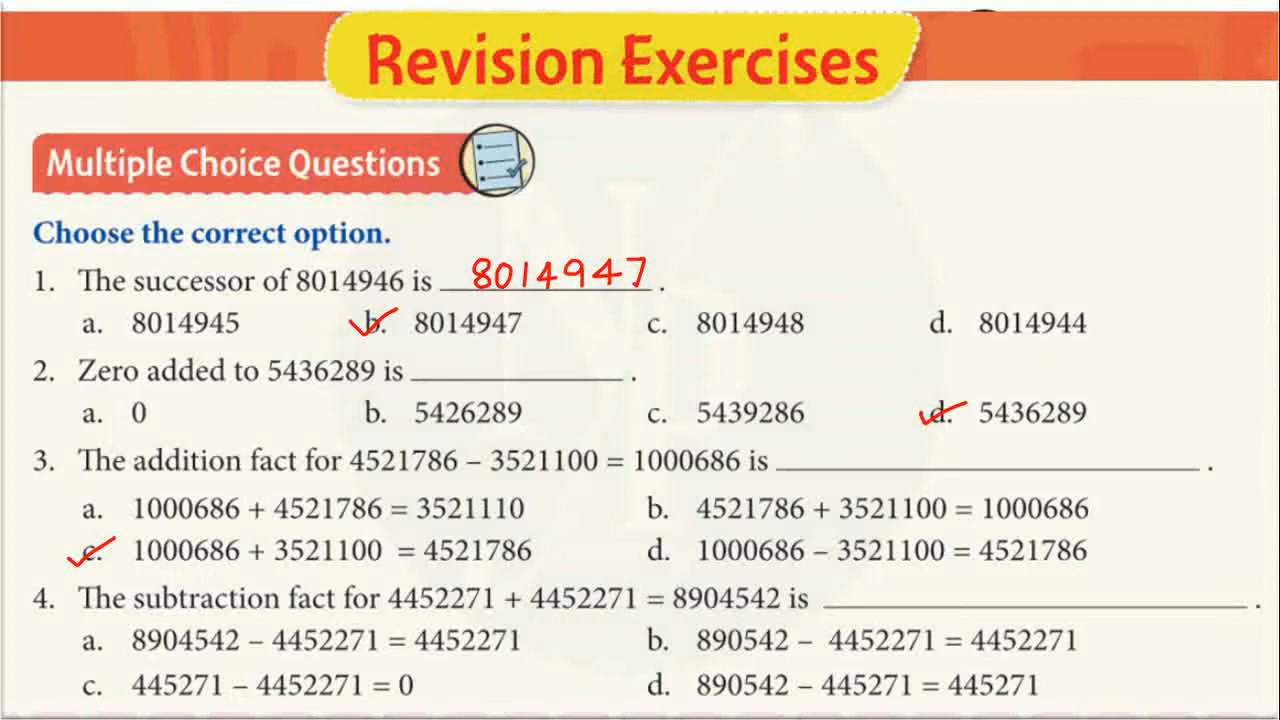 Revision Exercises
Multiple Choice Questions
Choose the correct option.
1. The successor of 8014946 is 8014947 .
a. 8014945 b. 8014947 c. 8014948 d. 8014944
2. Zero added to 5436289 is ____________ .
a. 0 b. 5426289 c. 5439286 d. 5436289
3. The addition fact for 4521786 – 3521100 = 1000686 is ____________ .
a. 1000686 + 4521786 = 3521110 b. 4521786 + 3521100 = 1000686
c. 1000686 + 3521100 = 4521786 d. 1000686 – 3521100 = 4521786
4. The subtraction fact for 4452271 + 4452271 = 8904542 is ____________ .
a. 8904542 – 4452271 = 4452271 b. 890542 – 4452271 = 4452271
c. 445271 – 4452271 = 0 d. 890542 – 445271 = 445271